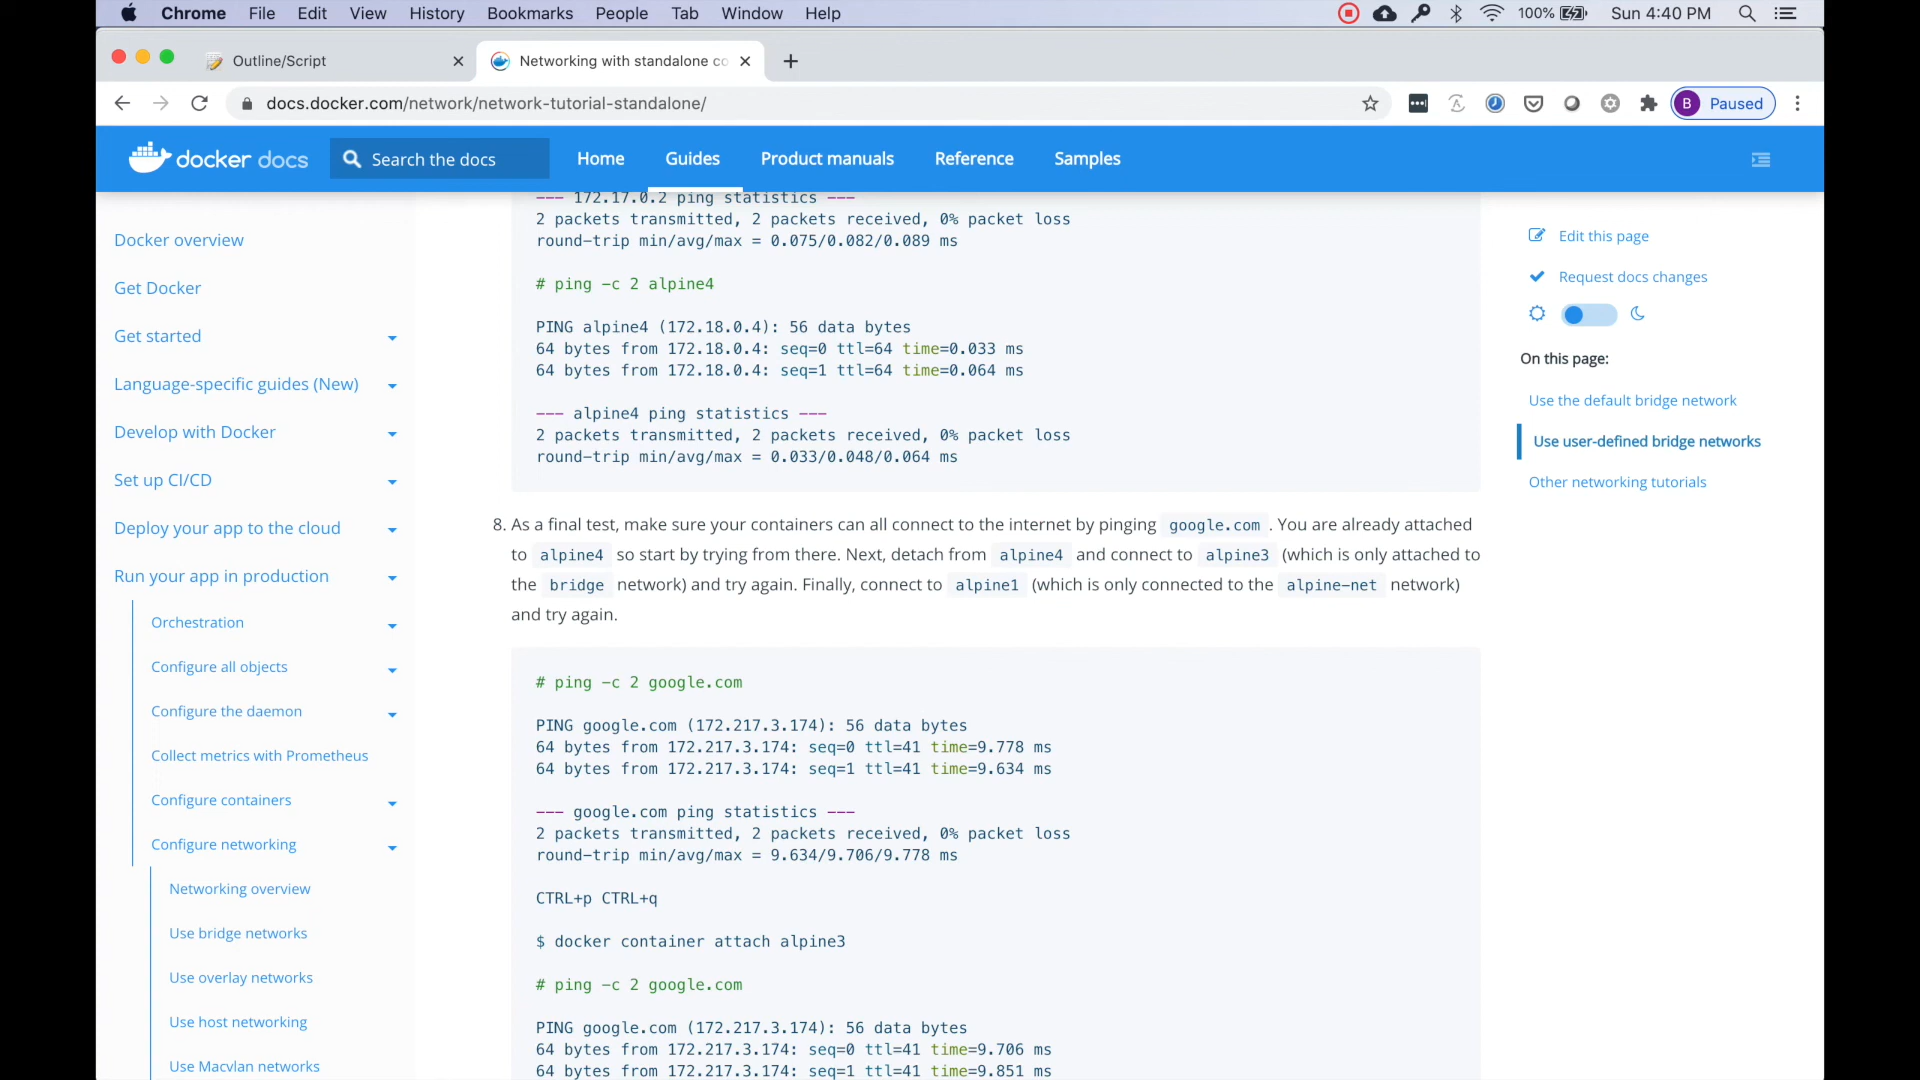 Chrome File Edit View History Bookmarks People Tab Window Help 100% Sun 4:40 PM
Outline/Script Networking with standalone co
docs.docker.com/network/network-tutorial-standalone/ B Paused
docker docs Search the docs Home Guides Product manuals Reference Samples
Docker overview
Get Docker
Get started
Language-specific guides (New)
Develop with Docker
Set up CI/CD
Deploy your app to the cloud
Run your app in production
Orchestration
Configure all objects
Configure the daemon
Collect metrics with Prometheus
Configure containers
Configure networking
Networking overview
Use bridge networks
Use overlay networks
Use host networking
Use Macvlan networks
--- 172.17.0.2 ping statistics ---
2 packets transmitted, 2 packets received, 0% packet loss
round-trip min/avg/max = 0.075/0.082/0.089 ms
# ping -c 2 alpine4
PING alpine4 (172.18.0.4): 56 data bytes
64 bytes from 172.18.0.4: seq=0 ttl=64 time=0.033 ms
64 bytes from 172.18.0.4: seq=1 ttl=64 time=0.064 ms
--- alpine4 ping statistics ---
2 packets transmitted, 2 packets received, 0% packet loss
round-trip min/avg/max = 0.033/0.048/0.064 ms
8. As a final test, make sure your containers can all connect to the internet by pinging google.com . You are already attached
to alpine4 so start by trying from there. Next, detach from alpine4 and connect to alpine3 (which is only attached to
the bridge network) and try again. Finally, connect to alpine1 (which is only connected to the alpine-net network)
and try again.
# ping -c 2 google.com
PING google.com (172.217.3.174): 56 data bytes
64 bytes from 172.217.3.174: seq=0 ttl=41 time=9.778 ms
64 bytes from 172.217.3.174: seq=1 ttl=41 time=9.634 ms
--- google.com ping statistics ---
2 packets transmitted, 2 packets received, 0% packet loss
round-trip min/avg/max = 9.634/9.706/9.778 ms
CTRL+p CTRL+q
$ docker container attach alpine3
# ping -c 2 google.com
PING google.com (172.217.3.174): 56 data bytes
64 bytes from 172.217.3.174: seq=0 ttl=41 time=9.706 ms
64 bytes from 172.217.3.174: seq=1 ttl=41 time=9.851 ms
Edit this page
Request docs changes
On this page:
Use the default bridge network
Use user-defined bridge networks
Other networking tutorials